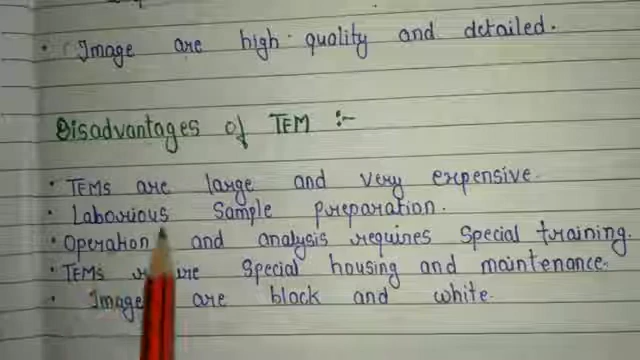 • Image are high quality and detailed.
Disadvantages of TEM :-
• TEMs are large and very expensive.
• Laborious Sample preparation.
• Operation and analysis requires Special training.
• TEMs Special housing and maintenance.
• Image are black and white.